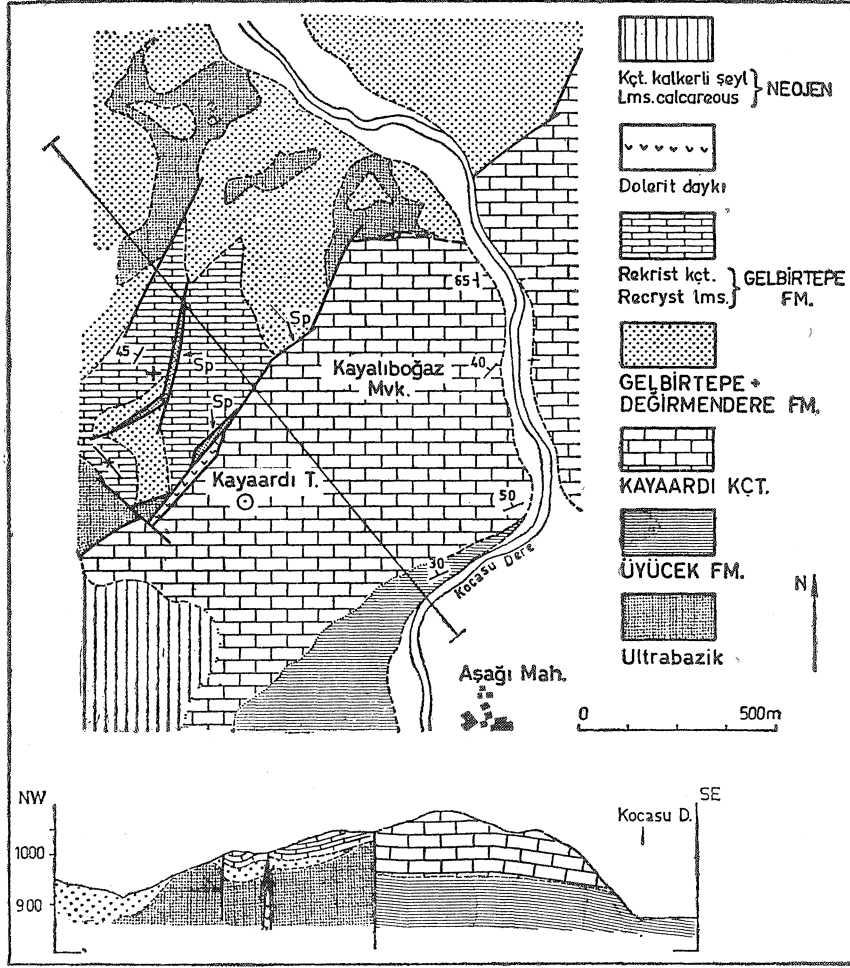 Kçt. kalkerli şeyl
Lms. calcareous
NEOJEN
Dolerit daykı
Rekrist kçt.
Recryst lms.
GELBİRTEPE
FM.
GELBİRTEPE +
DEĞİRMENDERE FM.
KAYAARDI KÇT.
ÜYÜCEK FM.
Ultrabazik
N
65
Sp
45
Sp
Kayalıboğaz
Mvk.
40
Sp
Kayaardı T.
50
30
Kocasu Dere
Aşağı Mah.
0 500m
NW
SE
Kocasu D.
1000
900